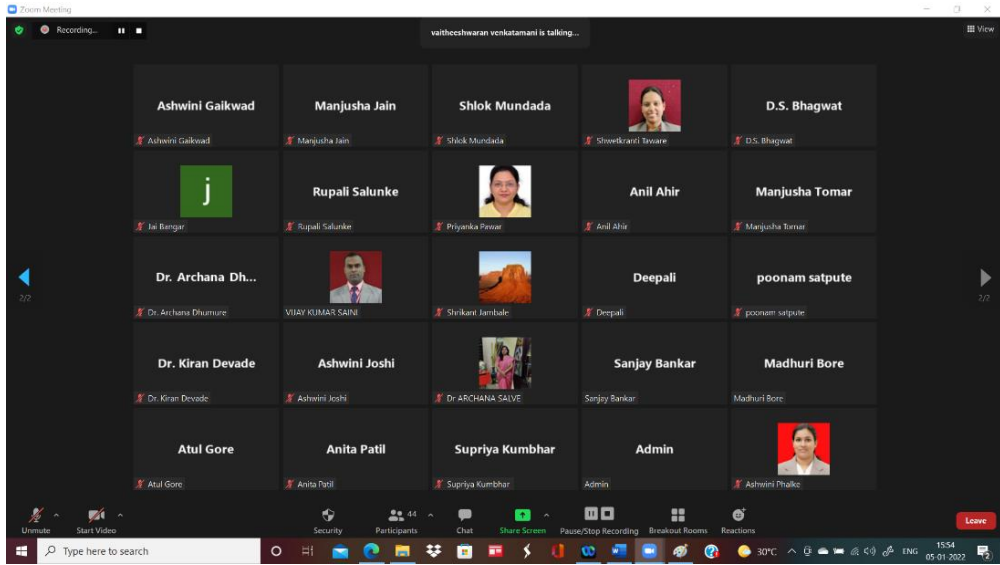 Zoom Meeting
Recording...
vaitheeshwaran venkatamani is talking...
View
Ashwini Gaikwad
Manjusha Jain
Shlok Mundada
D.S. Bhagwat
Ashwini Gaikwad
Manjusha Jain
Shlok Mundada
Shwetkranti Taware
D.S. Bhagwat
j
Rupali Salunke
Anil Ahir
Manjusha Tomar
Jai Bangar
Rupali Salunke
Priyanka Pawar
Anil Ahir
Manjusha Tomar
Dr. Archana Dh...
Deepali
poonam satpute
2/2
2/2
Dr. Archana Dhumure
VIJAY KUMAR SAINI
Shrikant Jambale
Deepali
poonam satpute
Dr. Kiran Devade
Ashwini Joshi
Sanjay Bankar
Madhuri Bore
Dr. Kiran Devade
Ashwini Joshi
Dr ARCHANA SALVE
Sanjay Bankar
Madhuri Bore
Atul Gore
Anita Patil
Supriya Kumbhar
Admin
Atul Gore
Anita Patil
Supriya Kumbhar
Admin
Ashwini Phalke
44
Unmute
Start Video
Security
Participants
Chat
Share Screen
Pause/Stop Recording
Breakout Rooms
Reactions
Leave
Type here to search
30°C
ENG
15:54
05-01-2022
2